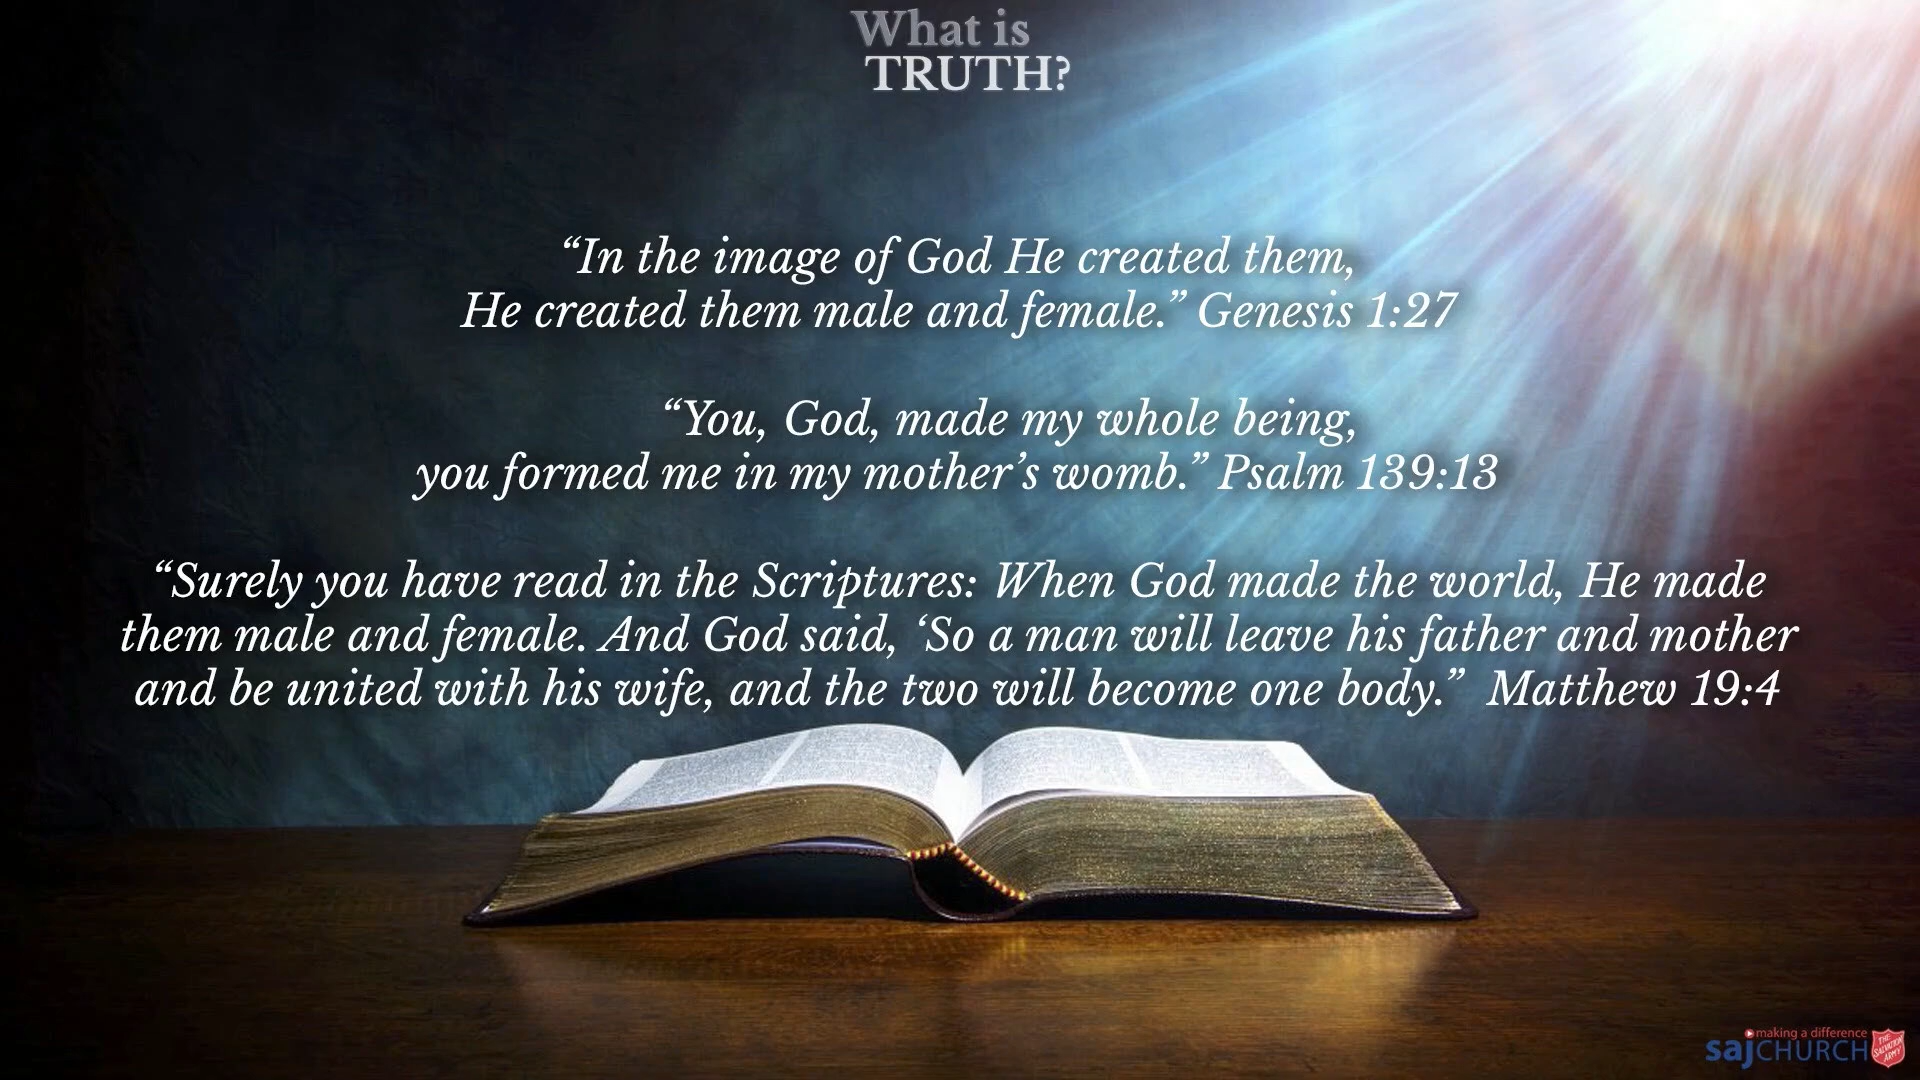 What is
TRUTH?
“In the image of God He created them,
He created them male and female.” Genesis 1:27
“You, God, made my whole being,
you formed me in my mother’s womb.” Psalm 139:13
“Surely you have read in the Scriptures: When God made the world, He made
them male and female. And God said, ‘So a man will leave his father and mother
and be united with his wife, and the two will become one body.” Matthew 19:4
making a difference
sajCHURCH
THE
SALVATION
ARMY